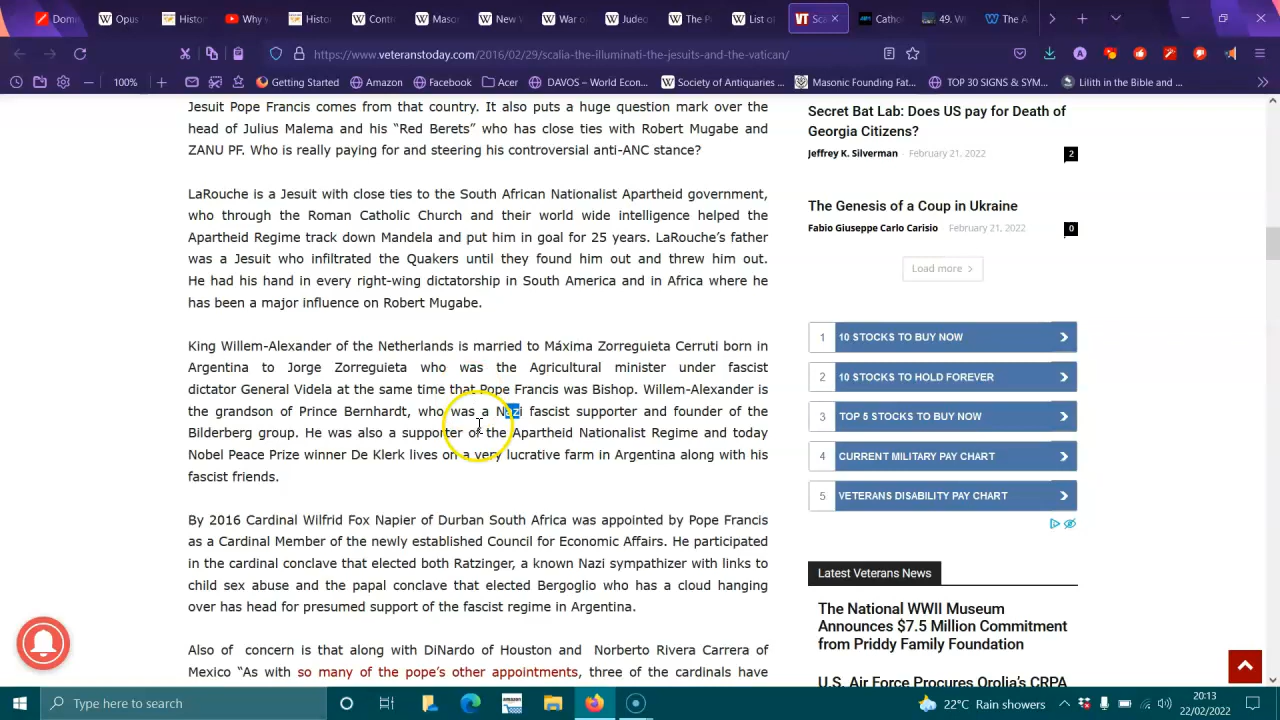 Opus
Histor
Why
Histor
Contr
Mason
New
War o
Judeo
The P
List of
VT Sca
Cath
49. W
The A
https://www.veteranstoday.com/2016/02/29/scalia-the-illuminati-the-jesuits-and-the-vatican/
100%
Getting Started
Amazon
Facebook
Acer
DAVOS – World Econ...
Society of Antiquaries ...
Masonic Founding Fat...
TOP 30 SIGNS & SYM...
Lilith in the Bible and ...
Jesuit Pope Francis comes from that country. It also puts a huge question mark over the
head of Julius Malema and his “Red Berets” who has close ties with Robert Mugabe and
ZANU PF. Who is really paying for and steering his controversial anti-ANC stance?
LaRouche is a Jesuit with close ties to the South African Nationalist Apartheid government,
who through the Roman Catholic Church and their world wide intelligence helped the
Apartheid Regime track down Mandela and put him in goal for 25 years. LaRouche’s father
was a Jesuit who infiltrated the Quakers until they found him out and threw him out.
He had his hand in every right-wing dictatorship in South America and in Africa where he
has been a major influence on Robert Mugabe.
King Willem-Alexander of the Netherlands is married to Máxima Zorreguieta Cerruti born in
Argentina to Jorge Zorreguieta who was the Agricultural minister under fascist
dictator General Videla at the same time that Pope Francis was Bishop. Willem-Alexander is
the grandson of Prince Bernhardt, who was a Nazi fascist supporter and founder of the
Bilderberg group. He was also a supporter of the Apartheid Nationalist Regime and today
Nobel Peace Prize winner De Klerk lives on a very lucrative farm in Argentina along with his
fascist friends.
By 2016 Cardinal Wilfrid Fox Napier of Durban South Africa was appointed by Pope Francis
as a Cardinal Member of the newly established Council for Economic Affairs. He participated
in the cardinal conclave that elected both Ratzinger, a known Nazi sympathizer with links to
child sex abuse and the papal conclave that elected Bergoglio who has a cloud hanging
over has head for presumed support of the fascist regime in Argentina.
Also of concern is that along with DiNardo of Houston and Norberto Rivera Carrera of
Mexico “As with so many of the pope’s other appointments, three of the cardinals have
Secret Bat Lab: Does US pay for Death of
Georgia Citizens?
Jeffrey K. Silverman - February 21, 2022
2
The Genesis of a Coup in Ukraine
Fabio Giuseppe Carlo Carisio - February 21, 2022
0
Load more
1 10 STOCKS TO BUY NOW
2 10 STOCKS TO HOLD FOREVER
3 TOP 5 STOCKS TO BUY NOW
4 CURRENT MILITARY PAY CHART
5 VETERANS DISABILITY PAY CHART
Latest Veterans News
The National WWII Museum
Announces $7.5 Million Commitment
from Priddy Family Foundation
U.S. Air Force Procures Orolia’s CRPA
Type here to search
22°C Rain showers
20:13
22/02/2022